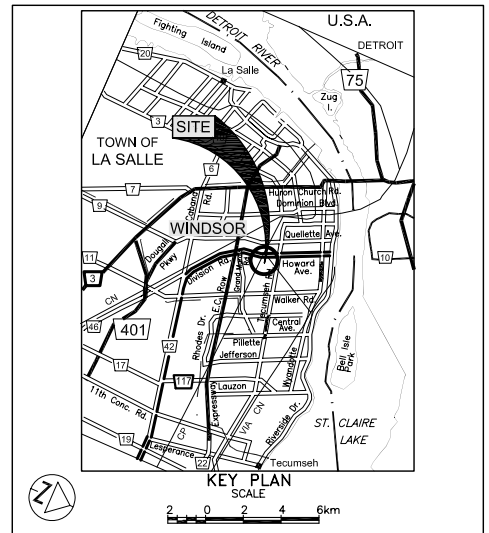 U.S.A.
DETROIT RIVER
DETROIT
Fighting
Island
20
La Salle
75
Zug
I.
3
SITE
TOWN OF
LA SALLE
6
7
Cabana
Rd.
Huron Church Rd.
Dominion Blvd.
9
WINDSOR
Quellette Ave.
11
Dougall
Pkwy
10
3
Division Rd.
Howard
Ave.
CN
E.C. Row
Tecumseh
46
401
Walker Rd.
Central
Ave.
42
Rhodes Dr.
Pillette
Jefferson
Bell Isle
Park
17
Wyandotte
117
Lauzon
11th Conc. Rd.
Expressway
VIA CN
Riverside Dr.
CP
ST. CLAIRE
LAKE
19
Lesperance
22
Tecumseh
KEY PLAN
SCALE
Z
2 0 2 4 6km